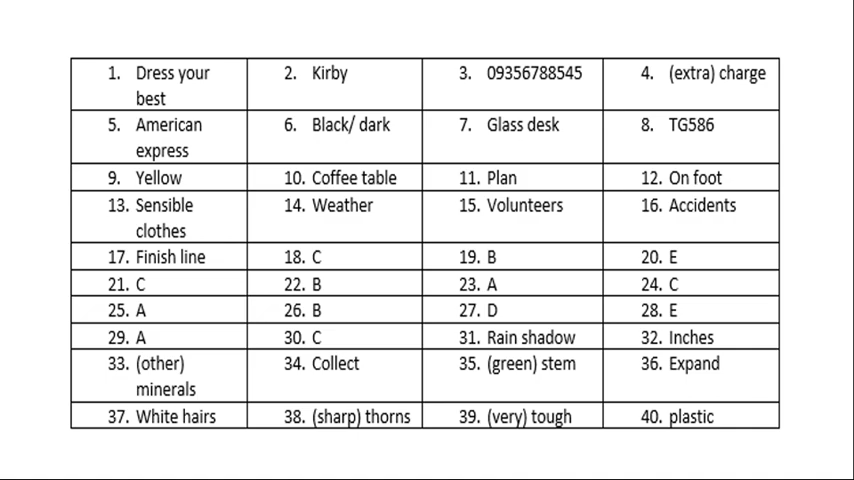 1. Dress your best
2. Kirby
3. 09356788545
4. (extra) charge
5. American express
6. Black/ dark
7. Glass desk
8. TG586
9. Yellow
10. Coffee table
11. Plan
12. On foot
13. Sensible clothes
14. Weather
15. Volunteers
16. Accidents
17. Finish line
18. C
19. B
20. E
21. C
22. B
23. A
24. C
25. A
26. B
27. D
28. E
29. A
30. C
31. Rain shadow
32. Inches
33. (other) minerals
34. Collect
35. (green) stem
36. Expand
37. White hairs
38. (sharp) thorns
39. (very) tough
40. plastic